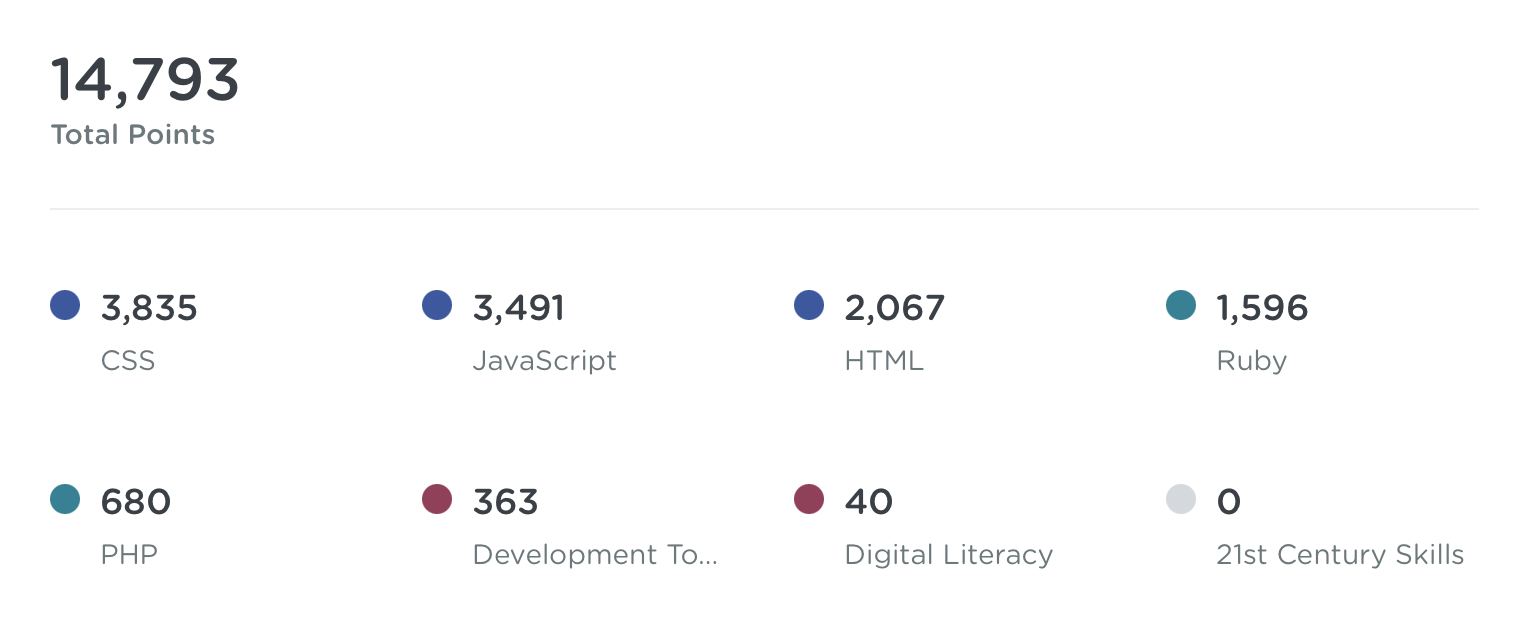 14,793
Total Points
3,835
CSS
3,491
JavaScript
2,067
HTML
1,596
Ruby
680
PHP
363
Development To...
40
Digital Literacy
0
21st Century Skills